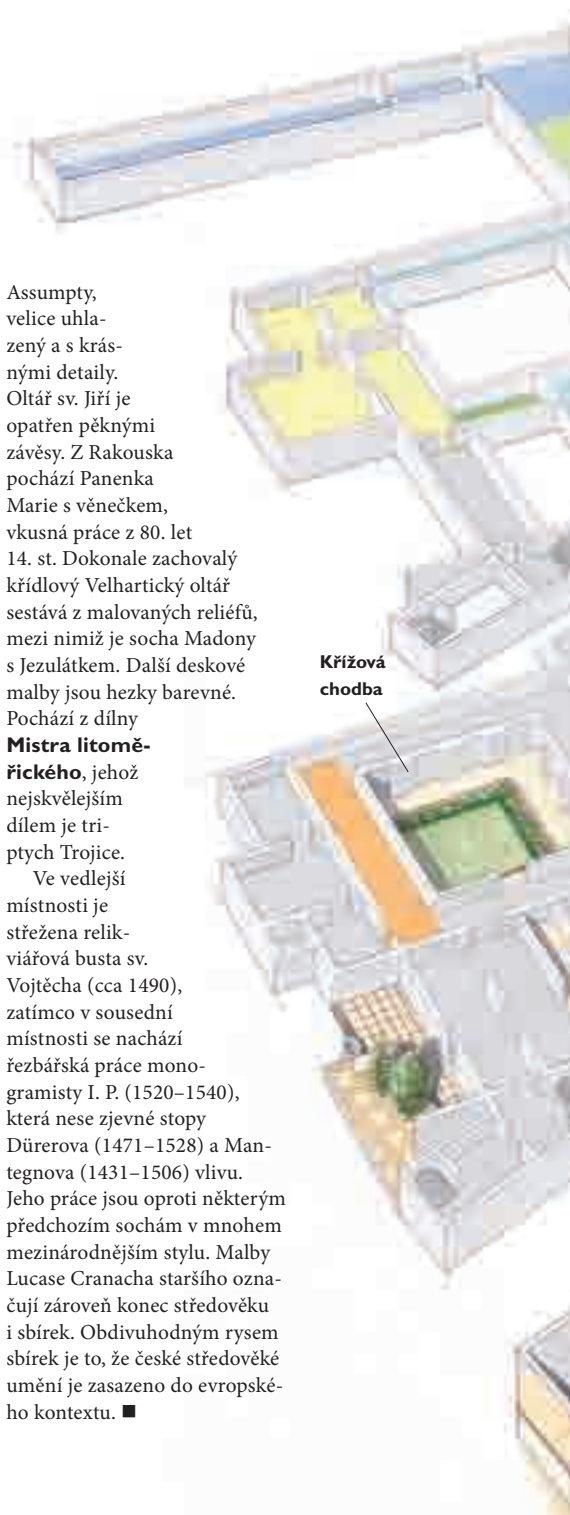 Assumpty,
velice uhla-
zený a s krás-
nými detaily.
Oltář sv. Jiří je
opatřen pěknými
závěsy. Z Rakouska
pochází Panenka
Marie s věnečkem,
vkusná práce z 80. let
14. st. Dokonale zachovalý
křídlový Velhartický oltář
sestává z malovaných reliéfů,
mezi nimiž je socha Madony
s Jezulátkem. Další deskové
malby jsou hezky barevné.
Pochází z dílny
Mistra litomě-
řického, jehož
nejskvělejším
dílem je tri-
ptych Trojice.
Ve vedlejší
místnosti je
střežena relik-
viářová busta sv.
Vojtěcha (cca 1490),
zatímco v sousední
místnosti se nachází
řezbářská práce mono-
gramisty I. P. (1520–1540),
která nese zjevné stopy
Dürerova (1471–1528) a Man-
tegnova (1431–1506) vlivu.
Jeho práce jsou oproti některým
předchozím sochám v mnohem
mezinárodnějším stylu. Malby
Lucase Cranacha staršího ozna-
čují zároveň konec středověku
i sbírek. Obdivuhodným rysem
sbírek je to, že české středověké
umění je zasazeno do evropské-
ho kontextu. ■
Křížová
chodba